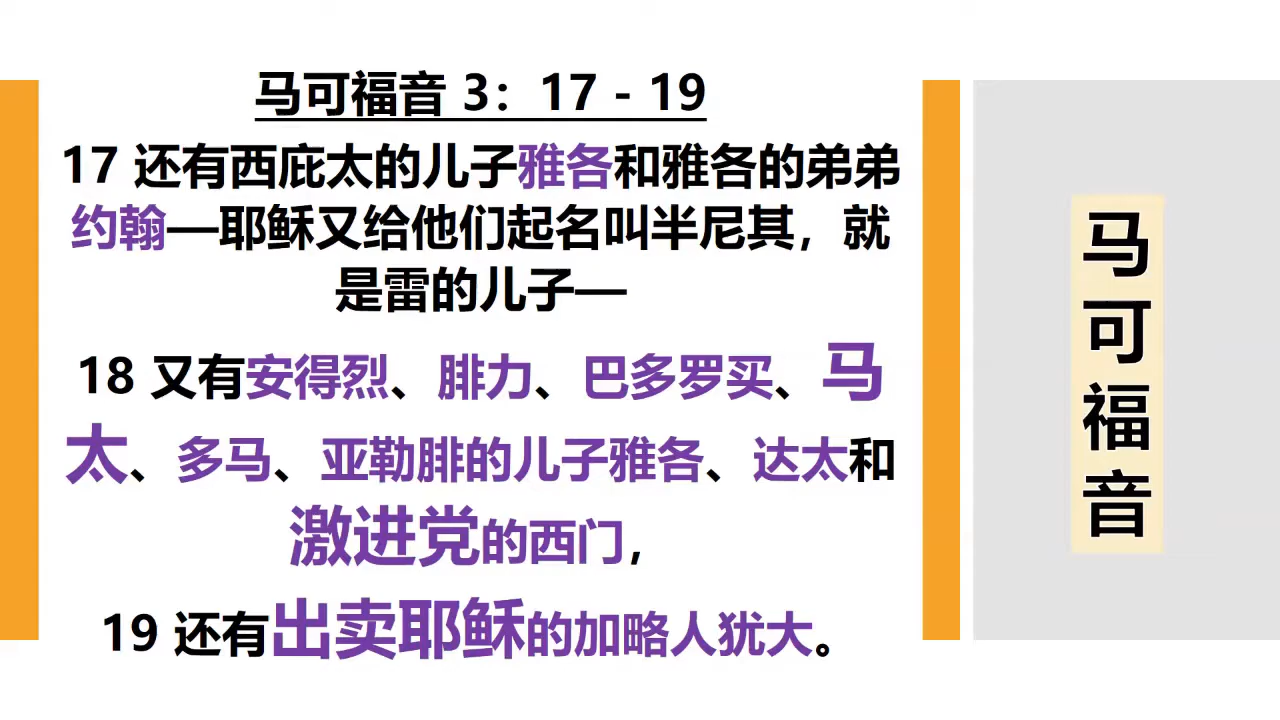 马可福音 3：17 - 19
17 还有西庇太的儿子雅各和雅各的弟弟
约翰—耶稣又给他们起名叫半尼其，就
是雷的儿子—
18 又有安得烈、腓力、巴多罗买、马
太、多马、亚勒腓的儿子雅各、达太和
激进党的西门，
19 还有出卖耶稣的加略人犹大。
马可福音